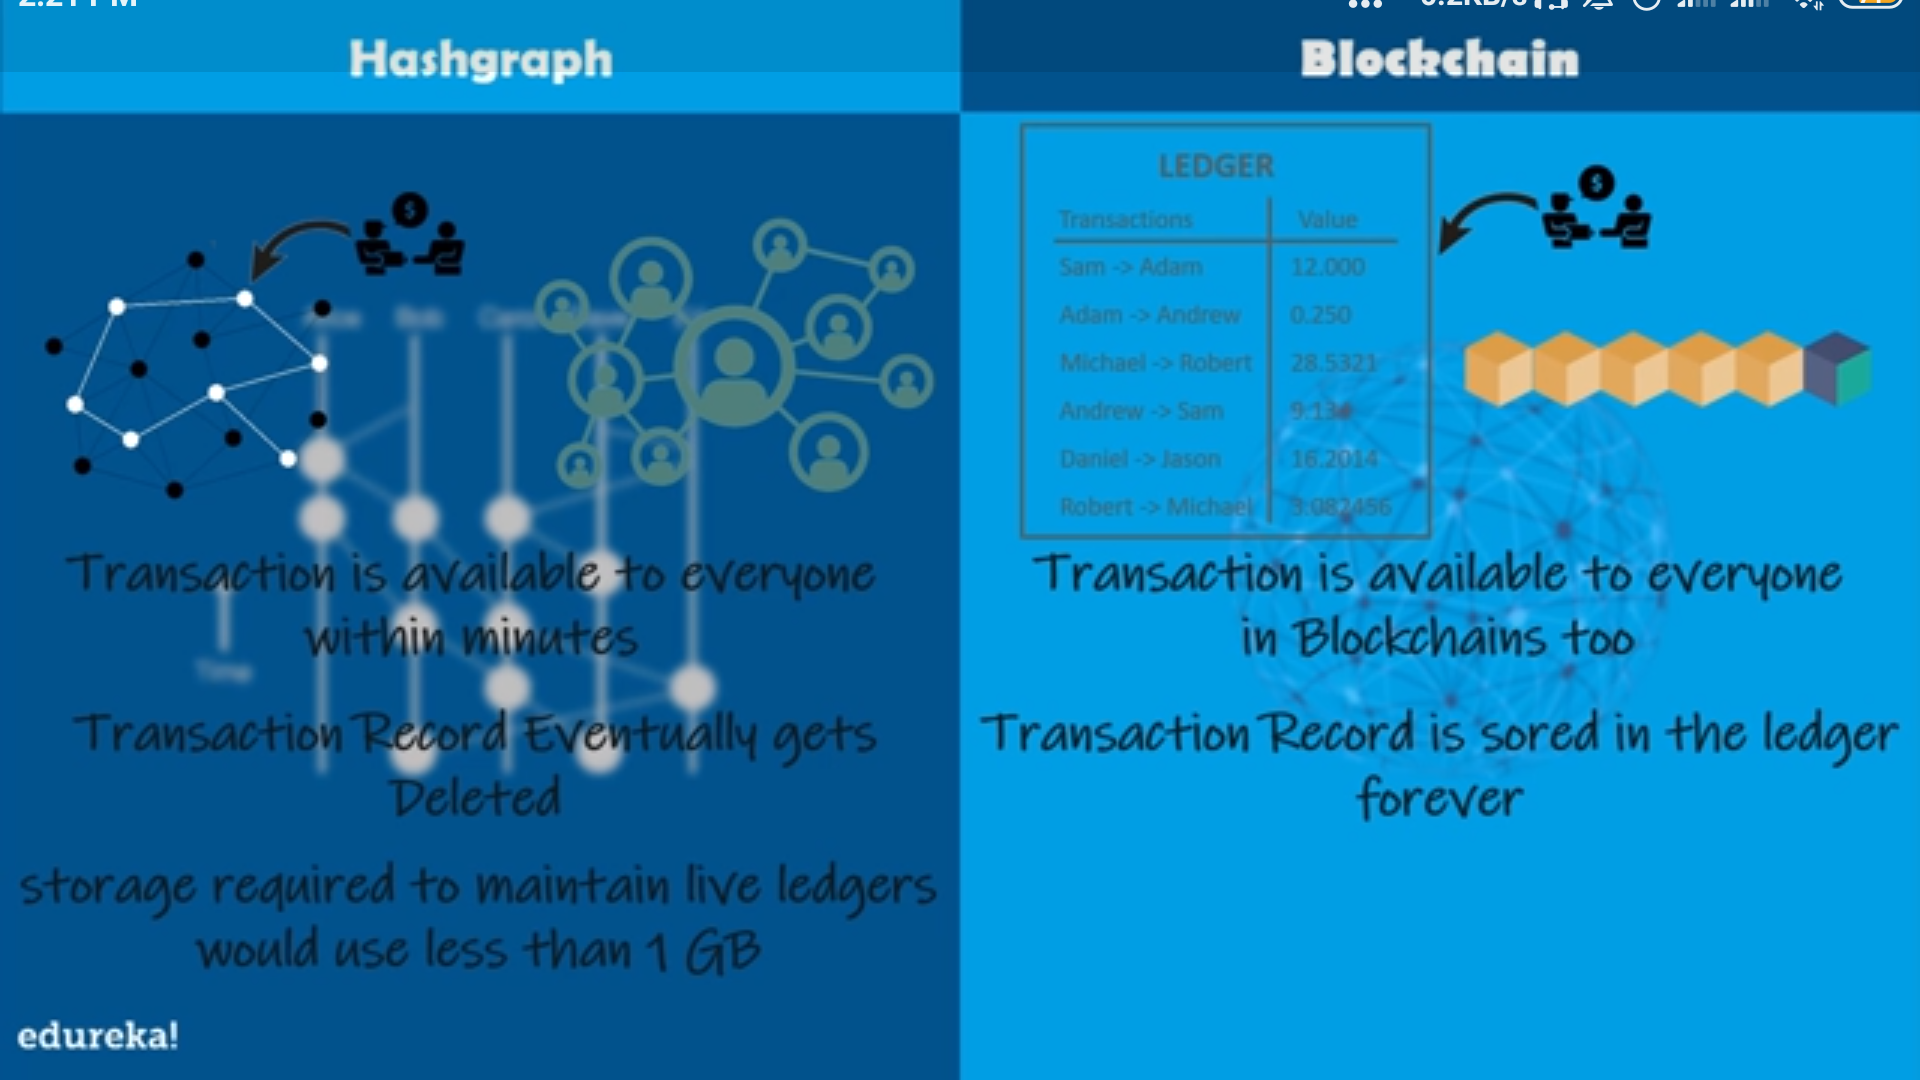 Hashgraph
Transaction is available to everyone
within minutes
Transaction Record Eventually gets
Deleted
storage required to maintain live ledgers
would use less than 1 GB
Bob
Time
edureka!
Blockchain
LEDGER
Transactions Value
Sam -> Adam 12.000
Adam -> Andrew 0.250
Michael -> Robert 28.5321
Andrew -> Sam
Daniel -> Jason 16.2014
Robert -> Michael 3.082456
Transaction is available to everyone
in Blockchains too
Transaction Record is sored in the ledger
forever